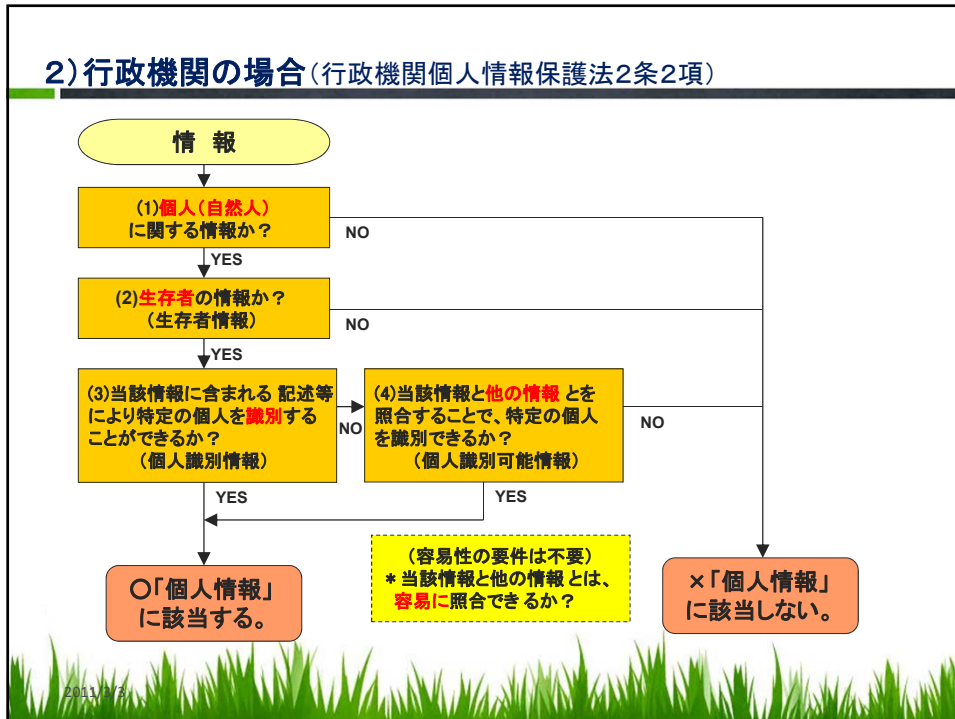 ２）行政機関の場合（行政機関個人情報保護法２条２項）
情 報
(1)個人（自然人）
に関する情報か？
NO
YES
(2)生存者の情報か？
（生存者情報）
NO
YES
(3)当該情報に含まれる 記述等
により特定の個人を識別する
ことができるか？
（個人識別情報）
NO
(4)当該情報と他の情報 とを
照合することで、特定の個人
を識別できるか？
（個人識別可能情報）
NO
YES
YES
（容易性の要件は不要）
＊当該情報と他の情報 とは、
容易に照合できるか？
○「個人情報」
に該当する。
×「個人情報」
に該当しない。
2011/3/3